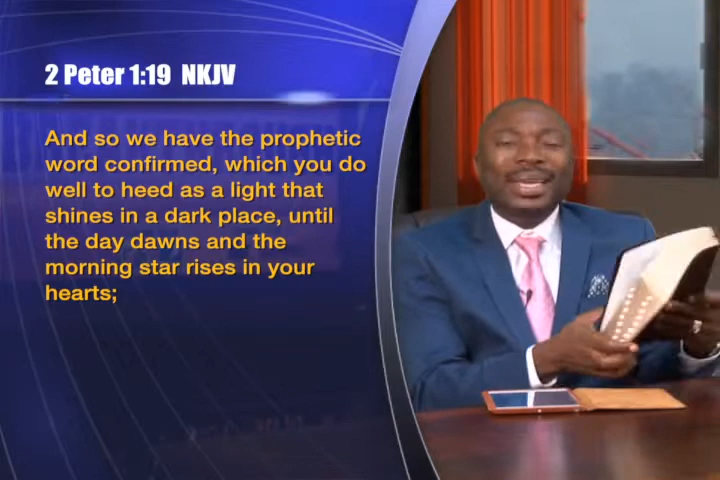 2 Peter 1:19 NKJV
And so we have the prophetic
word confirmed, which you do
well to heed as a light that
shines in a dark place, until
the day dawns and the
morning star rises in your
hearts;